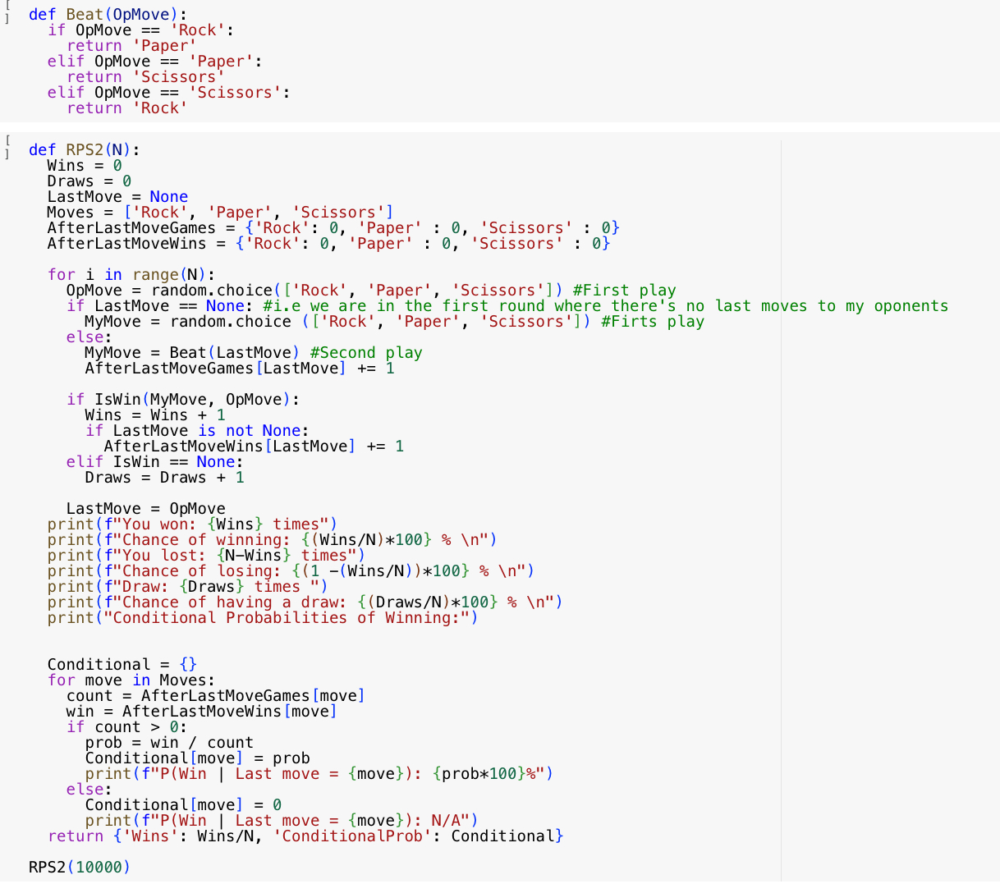 [
]
def Beat(OpMove):
  if OpMove == 'Rock':
    return 'Paper'
  elif OpMove == 'Paper':
    return 'Scissors'
  elif OpMove == 'Scissors':
    return 'Rock'
[
]
def RPS2(N):
  Wins = 0
  Draws = 0
  LastMove = None
  Moves = ['Rock', 'Paper', 'Scissors']
  AfterLastMoveGames = {'Rock': 0, 'Paper' : 0, 'Scissors' : 0}
  AfterLastMoveWins = {'Rock': 0, 'Paper' : 0, 'Scissors' : 0}

  for i in range(N):
    OpMove = random.choice(['Rock', 'Paper', 'Scissors']) #First play
    if LastMove == None: #i.e we are in the first round where there's no last moves to my oponents
      MyMove = random.choice (['Rock', 'Paper', 'Scissors']) #Firts play
    else:
      MyMove = Beat(LastMove) #Second play
      AfterLastMoveGames[LastMove] += 1

    if IsWin(MyMove, OpMove):
      Wins = Wins + 1
      if LastMove is not None:
        AfterLastMoveWins[LastMove] += 1
    elif IsWin == None:
      Draws = Draws + 1

    LastMove = OpMove
  print(f"You won: {Wins} times")
  print(f"Chance of winning: {(Wins/N)*100} % \n")
  print(f"You lost: {N-Wins} times")
  print(f"Chance of losing: {(1 -(Wins/N))*100} % \n")
  print(f"Draw: {Draws} times ")
  print(f"Chance of having a draw: {(Draws/N)*100} % \n")
  print("Conditional Probabilities of Winning:")


  Conditional = {}
  for move in Moves:
    count = AfterLastMoveGames[move]
    win = AfterLastMoveWins[move]
    if count > 0:
      prob = win / count
      Conditional[move] = prob
      print(f"P(Win | Last move = {move}): {prob*100}%")
    else:
      Conditional[move] = 0
      print(f"P(Win | Last move = {move}): N/A")
  return {'Wins': Wins/N, 'ConditionalProb': Conditional}

RPS2(10000)